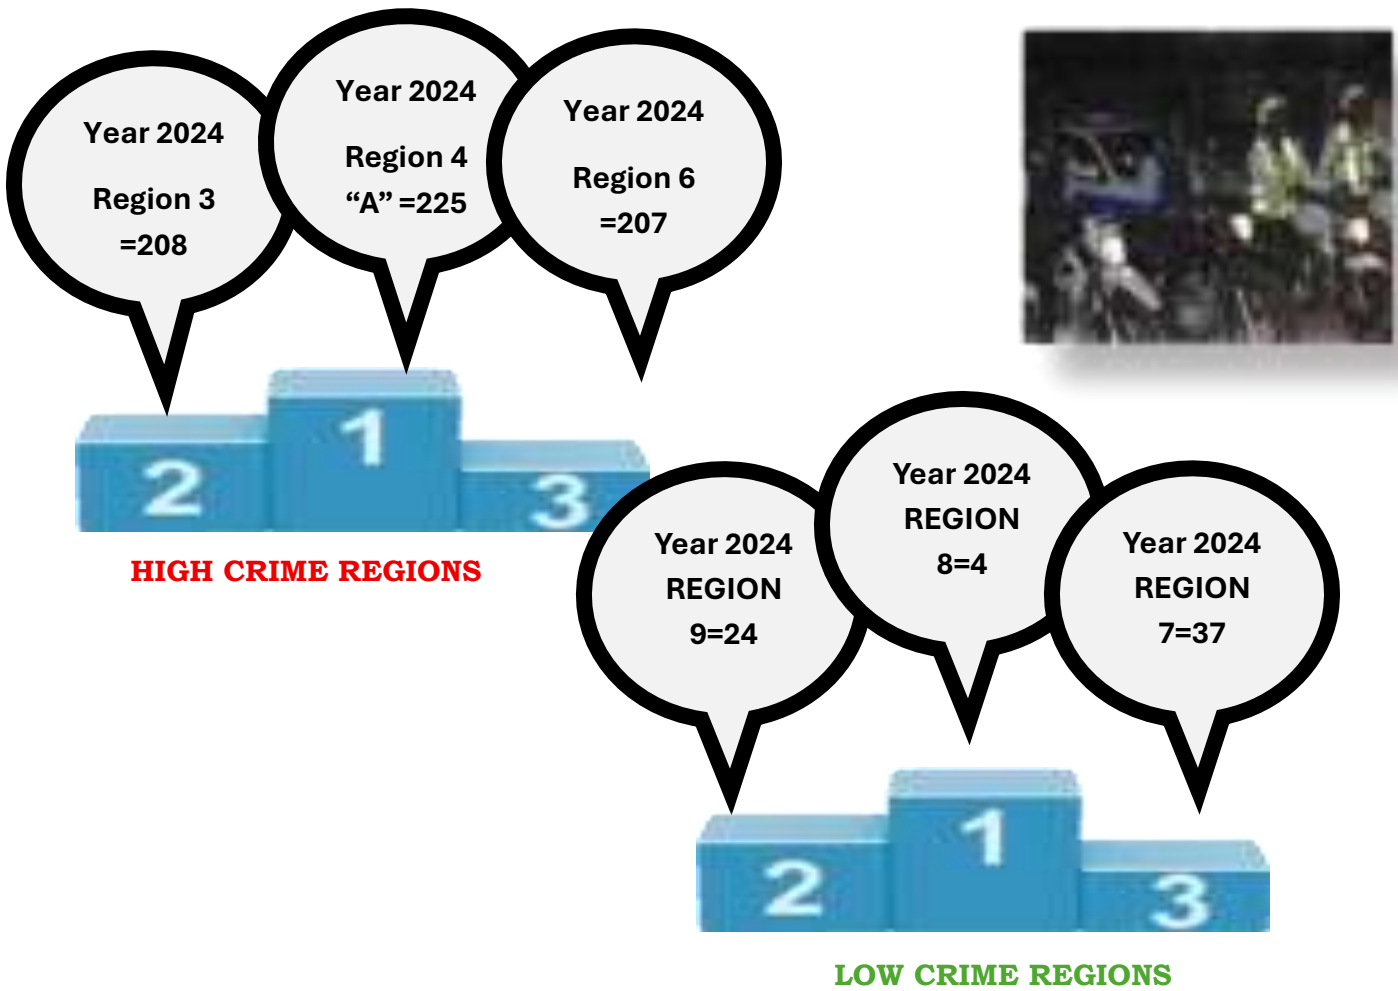 Year 2024
Region 3
=208
Year 2024
Region 4
“A” =225
Year 2024
Region 6
=207
2
1
3
HIGH CRIME REGIONS
Year 2024
REGION
9=24
Year 2024
REGION
8=4
Year 2024
REGION
7=37
2
1
3
LOW CRIME REGIONS